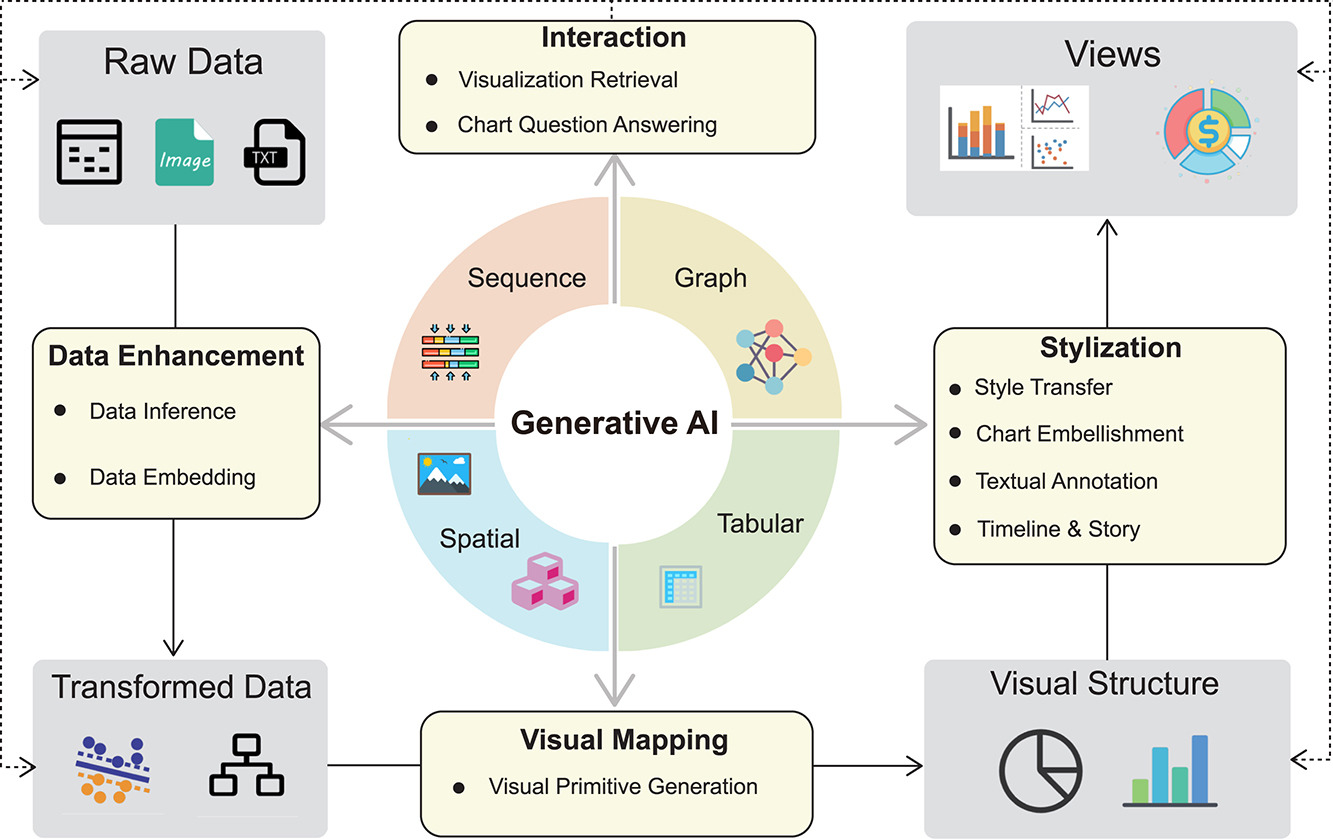 Raw Data
Image
TXT
Interaction
Visualization Retrieval
Chart Question Answering
Views
$
Sequence
Graph
Data Enhancement
Data Inference
Data Embedding
Generative AI
Stylization
Style Transfer
Chart Embellishment
Textual Annotation
Timeline & Story
Spatial
Tabular
Transformed Data
Visual Mapping
Visual Primitive Generation
Visual Structure